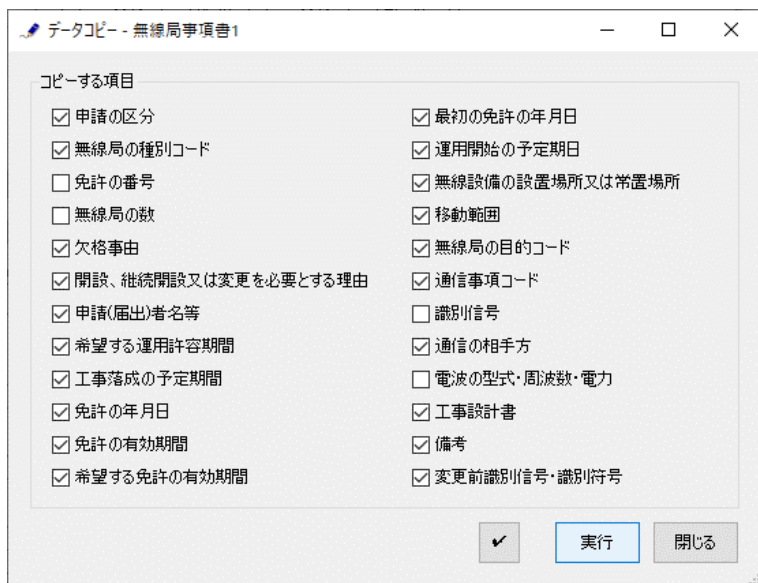 データコピー - 無線局事項書1
コピーする項目
申請の区分
無線局の種別コード
免許の番号
無線局の数
欠格事由
開設、継続開設又は変更を必要とする理由
申請(届出)者名等
希望する運用許容期間
工事落成の予定期間
免許の年月日
免許の有効期間
希望する免許の有効期間
最初の免許の年月日
運用開始の予定期日
無線設備の設置場所又は常置場所
移動範囲
無線局の目的コード
通信事項コード
識別信号
通信の相手方
電波の型式・周波数・電力
工事設計書
備考
変更前識別信号・識別符号
実行
閉じる